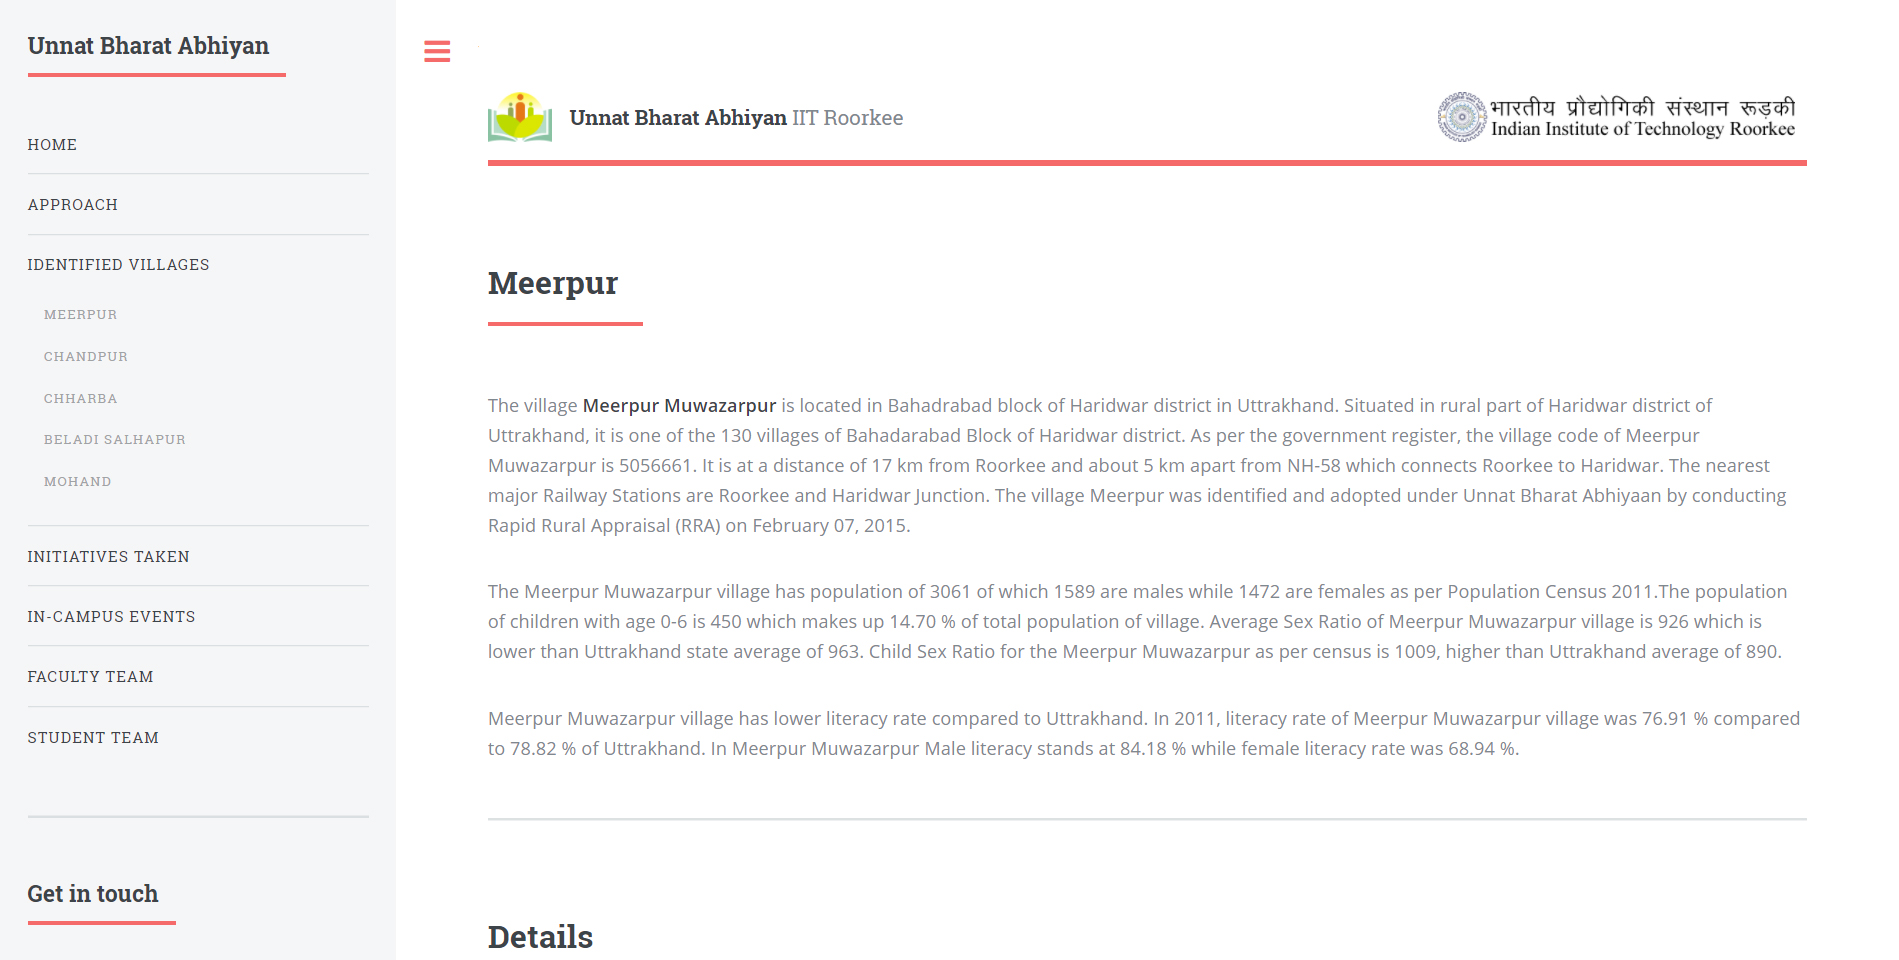 Unnat Bharat Abhiyan
HOME
APPROACH
IDENTIFIED VILLAGES
MEERPUR
CHANDPUR
CHHARBA
BELADI SALHAPUR
MOHAND
INITIATIVES TAKEN
IN-CAMPUS EVENTS
FACULTY TEAM
STUDENT TEAM
Get in touch
Unnat Bharat Abhiyan IIT Roorkee
भारतीय प्रौद्योगिकी संस्थान रूड़की
Indian Institute of Technology Roorkee
Meerpur
The village Meerpur Muwazarpur is located in Bahadrabad block of Haridwar district in Uttrakhand. Situated in rural part of Haridwar district of
Uttrakhand, it is one of the 130 villages of Bahadarabad Block of Haridwar district. As per the government register, the village code of Meerpur
Muwazarpur is 5056661. It is at a distance of 17 km from Roorkee and about 5 km apart from NH-58 which connects Roorkee to Haridwar. The nearest
major Railway Stations are Roorkee and Haridwar Junction. The village Meerpur was identified and adopted under Unnat Bharat Abhiyaan by conducting
Rapid Rural Appraisal (RRA) on February 07, 2015.
The Meerpur Muwazarpur village has population of 3061 of which 1589 are males while 1472 are females as per Population Census 2011.The population
of children with age 0-6 is 450 which makes up 14.70 % of total population of village. Average Sex Ratio of Meerpur Muwazarpur village is 926 which is
lower than Uttrakhand state average of 963. Child Sex Ratio for the Meerpur Muwazarpur as per census is 1009, higher than Uttrakhand average of 890.
Meerpur Muwazarpur village has lower literacy rate compared to Uttrakhand. In 2011, literacy rate of Meerpur Muwazarpur village was 76.91 % compared
to 78.82 % of Uttrakhand. In Meerpur Muwazarpur Male literacy stands at 84.18 % while female literacy rate was 68.94 %.
Details